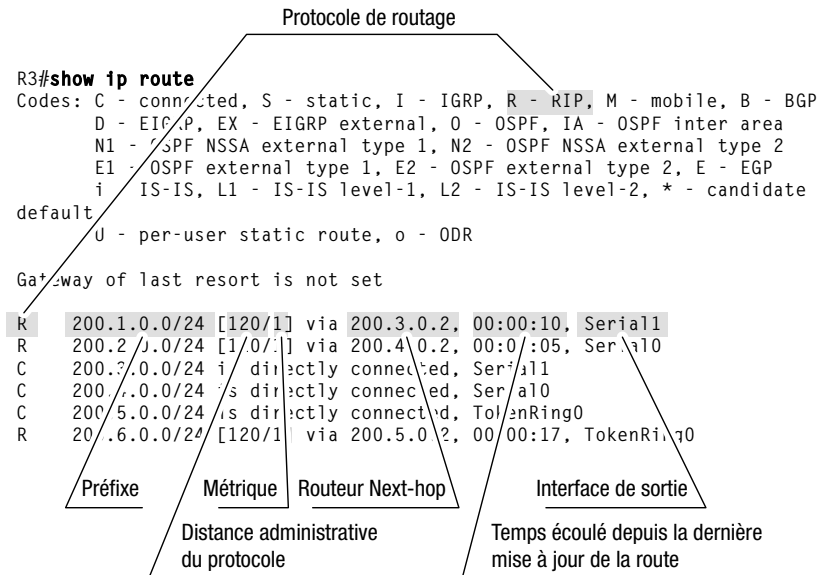 Protocole de routage
R3#show ip route
Codes: C - connected, S - static, I - IGRP, R - RIP, M - mobile, B - BGP
D - EIGRP, EX - EIGRP external, O - OSPF, IA - OSPF inter area
N1 - OSPF NSSA external type 1, N2 - OSPF NSSA external type 2
E1 - OSPF external type 1, E2 - OSPF external type 2, E - EGP
i - IS-IS, L1 - IS-IS level-1, L2 - IS-IS level-2, * - candidate
default
U - per-user static route, o - ODR
Gateway of last resort is not set
R 200.1.0.0/24 [120/1] via 200.3.0.2, 00:00:10, Serial1
R 200.2.0.0/24 [120/1] via 200.4.0.2, 00:00:05, Serial0
C 200.3.0.0/24 is directly connected, Serial1
C 200.4.0.0/24 is directly connected, Serial0
C 200.5.0.0/24 is directly connected, TokenRing0
R 200.6.0.0/24 [120/1] via 200.5.0.2, 00:00:17, TokenRing0
Préfixe Métrique Routeur Next-hop Interface de sortie
Distance administrative
du protocole
Temps écoulé depuis la dernière
mise à jour de la route